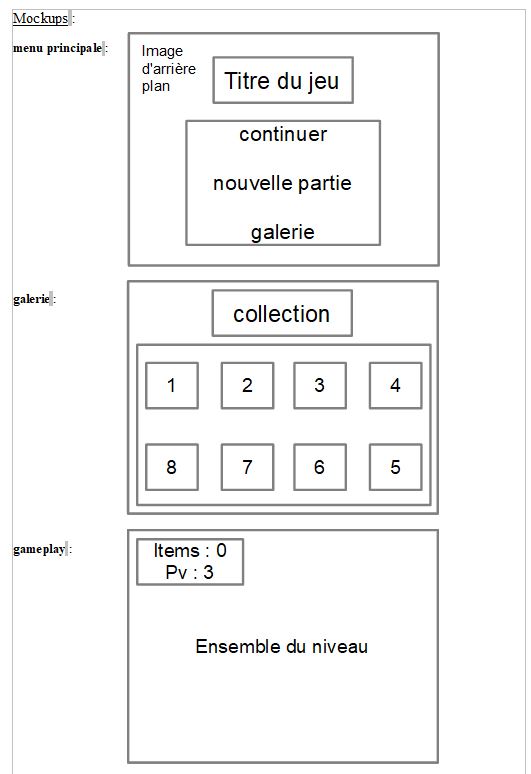 Mockups :
menu principale :
Image
d'arrière
plan
Titre du jeu
continuer
nouvelle partie
galerie
galerie :
collection
1 2 3 4
8 7 6 5
gameplay :
Items : 0
Pv : 3
Ensemble du niveau